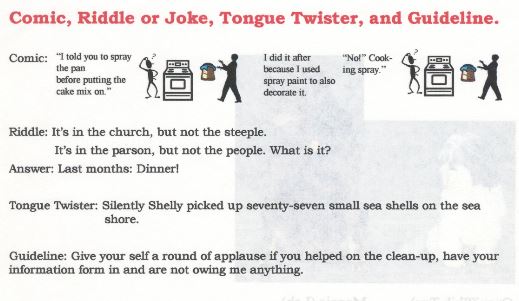 Comic, Riddle or Joke, Tongue Twister, and Guideline.
Comic:
"I told you to spray
the pan
before putting the
cake mix on."
I did it after
because I used
spray paint to also
decorate it.
"No!" Cook-
ing spray."
Riddle: It's in the church, but not the steeple.
It's in the parson, but not the people. What is it?
Answer: Last months: Dinner!
Tongue Twister: Silently Shelly picked up seventy-seven small sea shells on the sea
shore.
Guideline: Give your self a round of applause if you helped on the clean-up, have your
information form in and are not owing me anything.